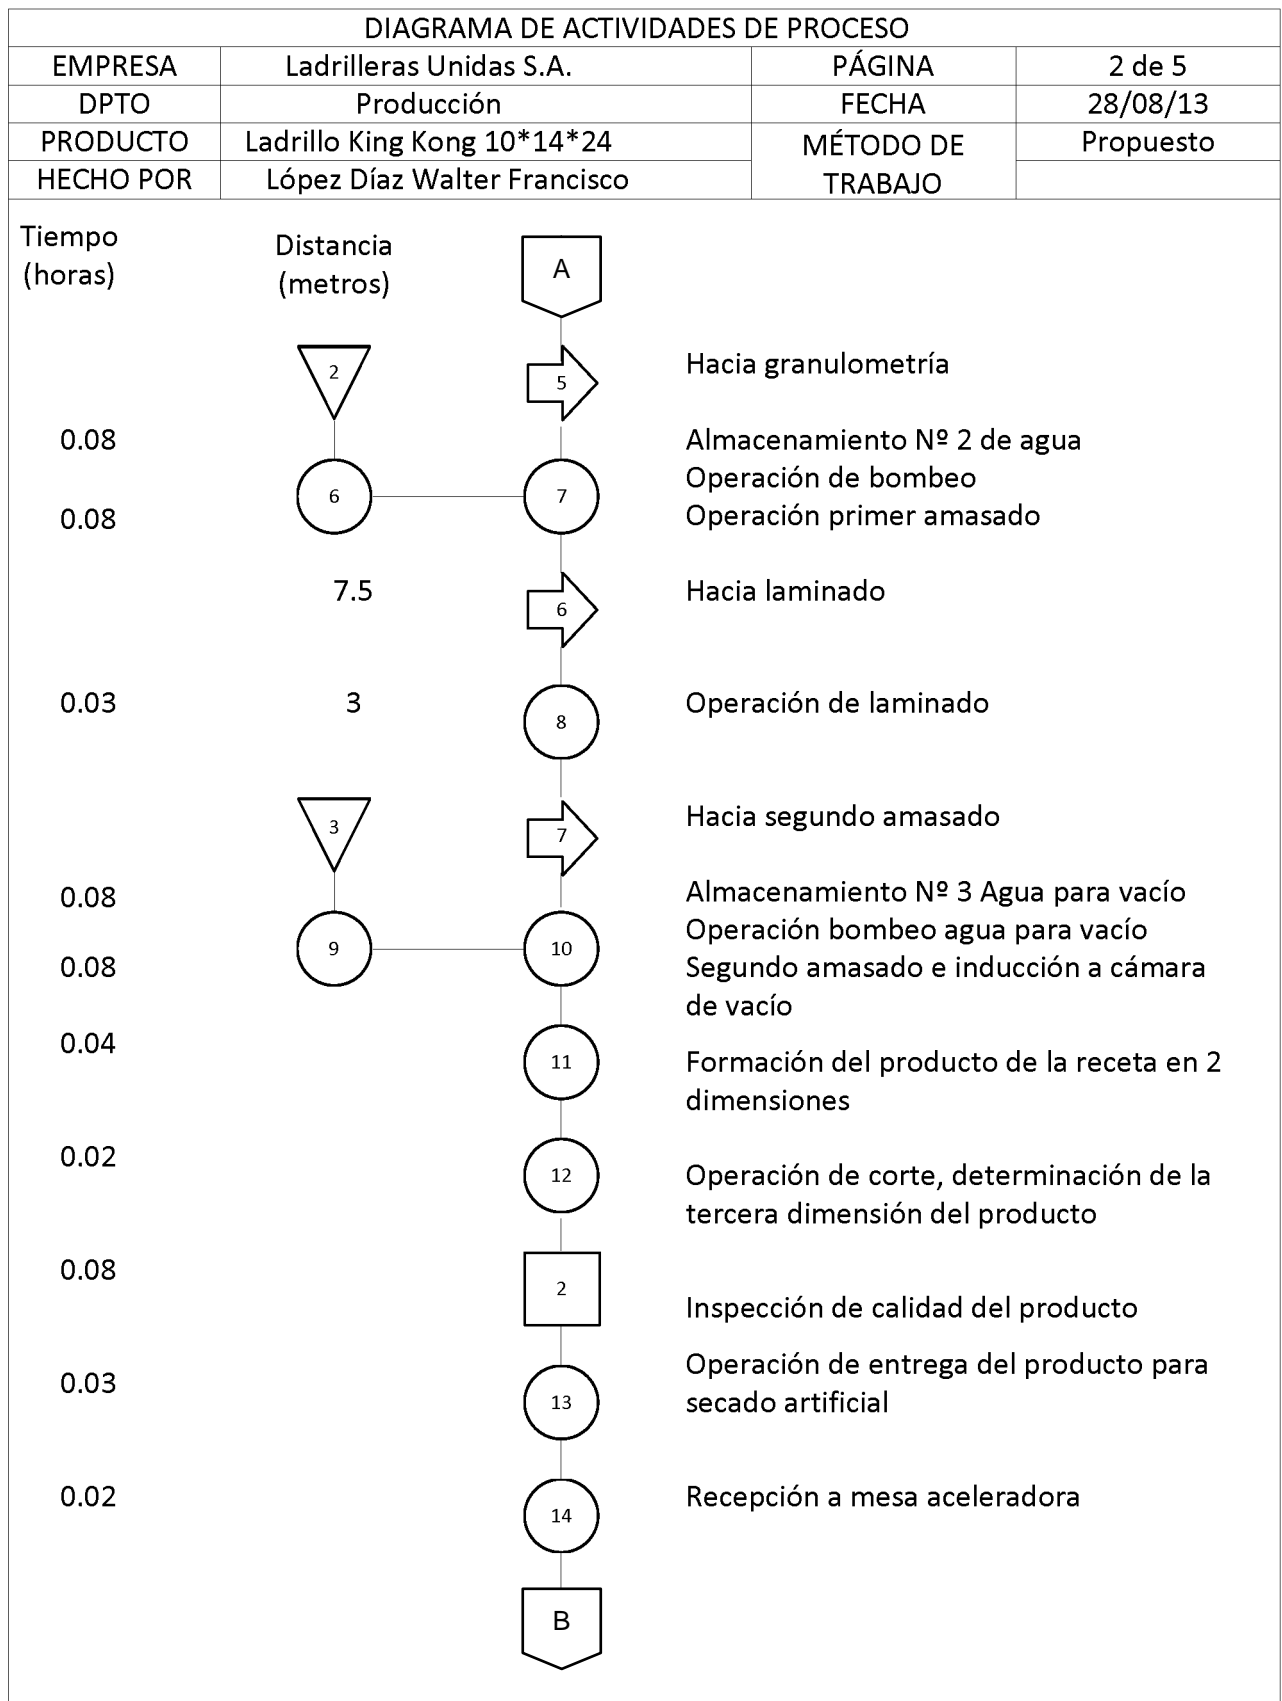 DIAGRAMA DE ACTIVIDADES DE PROCESO
EMPRESA Ladrilleras Unidas S.A. PÁGINA 2 de 5
DPTO Producción FECHA 28/08/13
PRODUCTO Ladrillo King Kong 10*14*24 MÉTODO DE Propuesto
HECHO POR López Díaz Walter Francisco TRABAJO
Tiempo
(horas)
Distancia
(metros)
A
2 5 Hacia granulometría
0.08 Almacenamiento Nº 2 de agua
6 7 Operación de bombeo
0.08 Operación primer amasado
7.5 6 Hacia laminado
0.03 3 8 Operación de laminado
3 7 Hacia segundo amasado
0.08 Almacenamiento Nº 3 Agua para vacío
9 10 Operación bombeo agua para vacío
0.08 Segundo amasado e inducción a cámara
de vacío
0.04 11 Formación del producto de la receta en 2
dimensiones
0.02 12 Operación de corte, determinación de la
tercera dimensión del producto
0.08 2 Inspección de calidad del producto
Operación de entrega del producto para
0.03 13 secado artificial
0.02 14 Recepción a mesa aceleradora
B